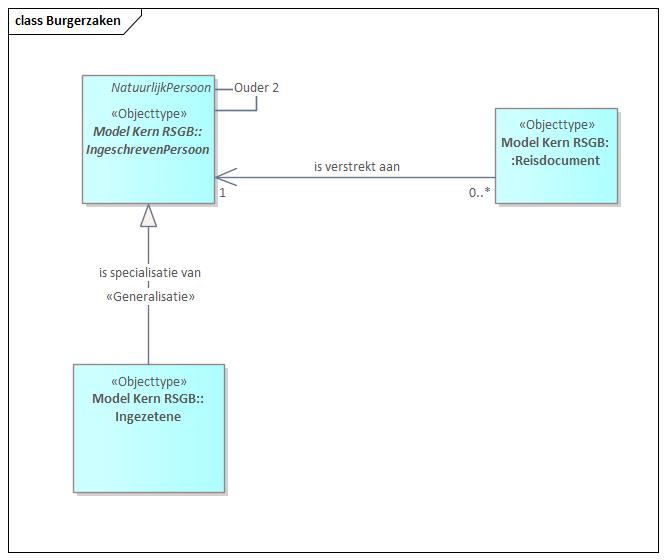 class Burgerzaken
NatuurlijkPersoon
«Objecttype»
Model Kern RSGB::
IngeschrevenPersoon
Ouder 2
«Objecttype»
Model Kern RSGB:
:Reisdocument
is verstrekt aan
1
0..*
is specialisatie van
«Generalisatie»
«Objecttype»
Model Kern RSGB::
Ingezetene